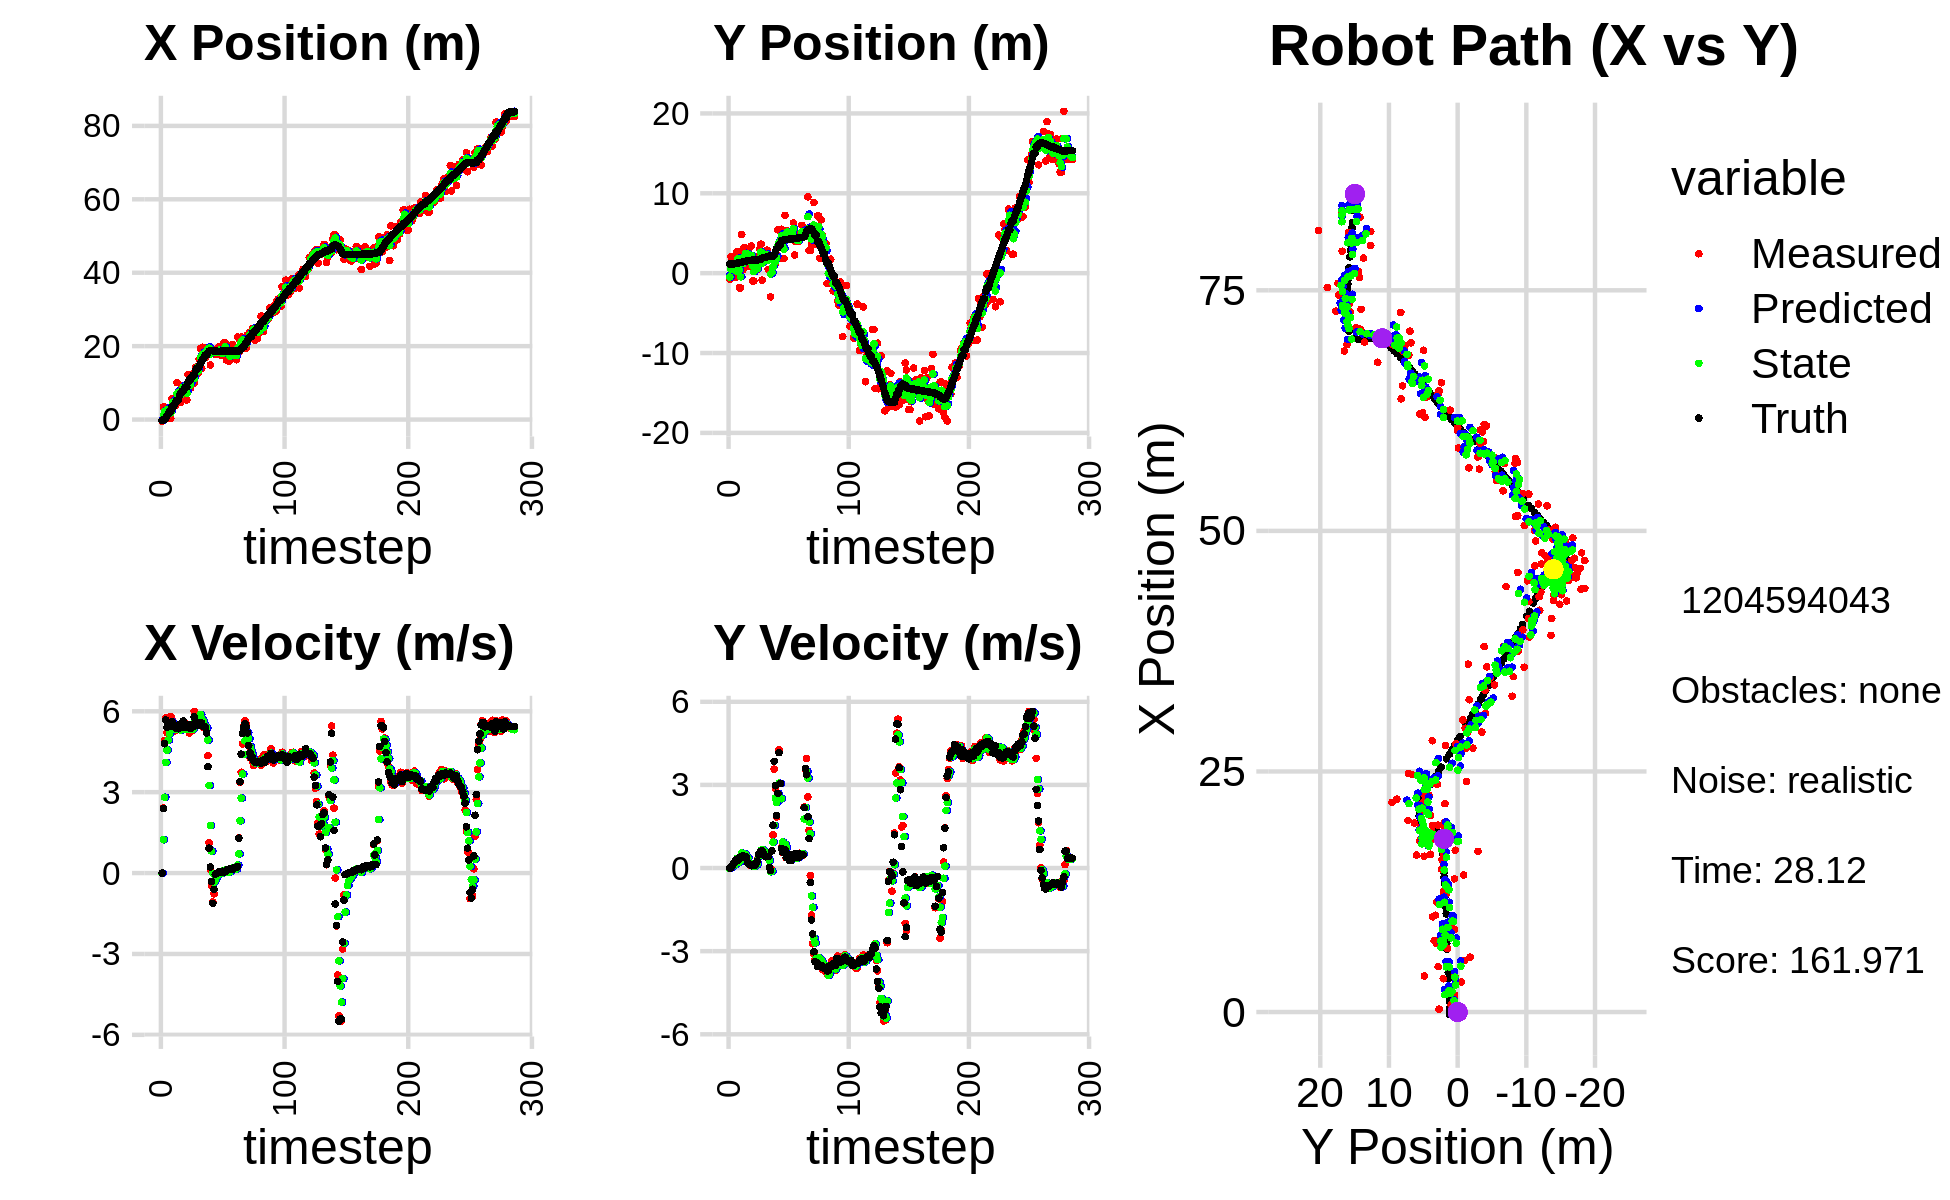 X Position (m)
80
60
40
20
0
0
100
200
300
timestep
Y Position (m)
20
10
0
-10
-20
0
100
200
300
timestep
X Velocity (m/s)
6
3
0
-3
-6
0
100
200
300
timestep
Y Velocity (m/s)
6
3
0
-3
-6
0
100
200
300
timestep
Robot Path (X vs Y)
X Position (m)
75
50
25
0
20 10 0 -10 -20
Y Position (m)
variable
Measured
Predicted
State
Truth
1204594043
Obstacles: none
Noise: realistic
Time: 28.12
Score: 161.971